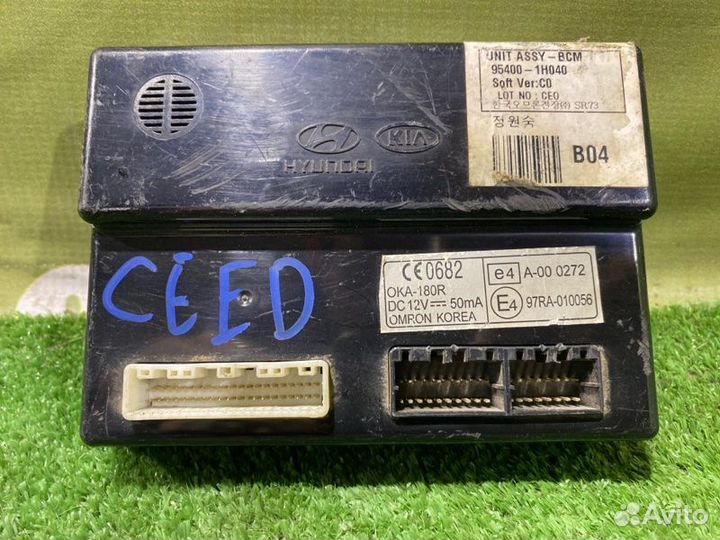 UNIT ASSY-BCM
95400-1H040
Soft Ver:C0
LOT NO : CEO
한국오므론전장(주) SR73
정원숙
B04
HYUNDAI
KIA
CEED
CE0682
OKA-180R
DC 12V 50mA
OMRON KOREA
e4 A-00 0272
E4 97RA-010056
Avito